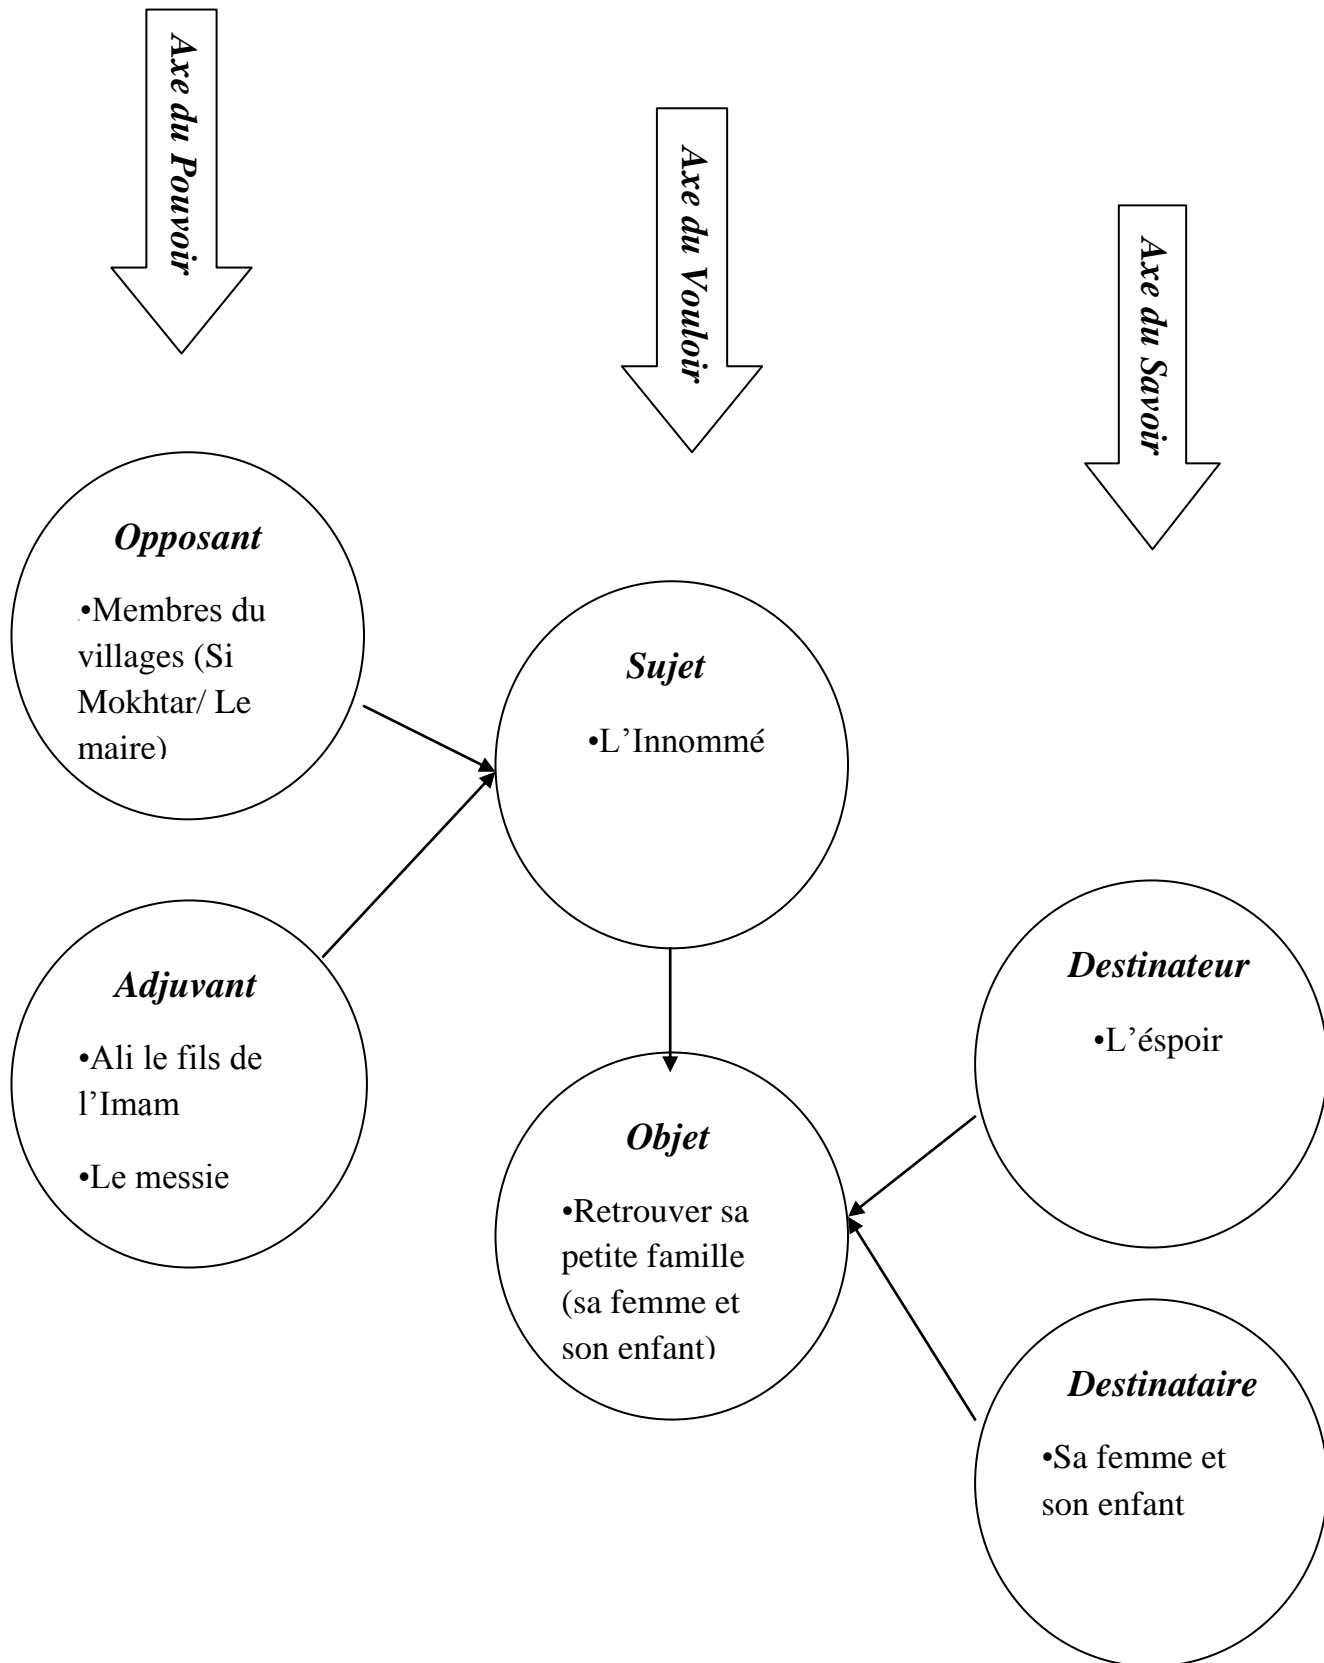 Axe du Pouvoir
Axe du Vouloir
Axe du Savoir
Opposant
•Membres du
villages (Si
Mokhtar/ Le
maire)
Sujet
•L’Innommé
Adjuvant
•Ali le fils de
l’Imam
•Le messie
Destinateur
•L’éspoir
Objet
•Retrouver sa
petite famille
(sa femme et
son enfant)
Destinataire
•Sa femme et
son enfant